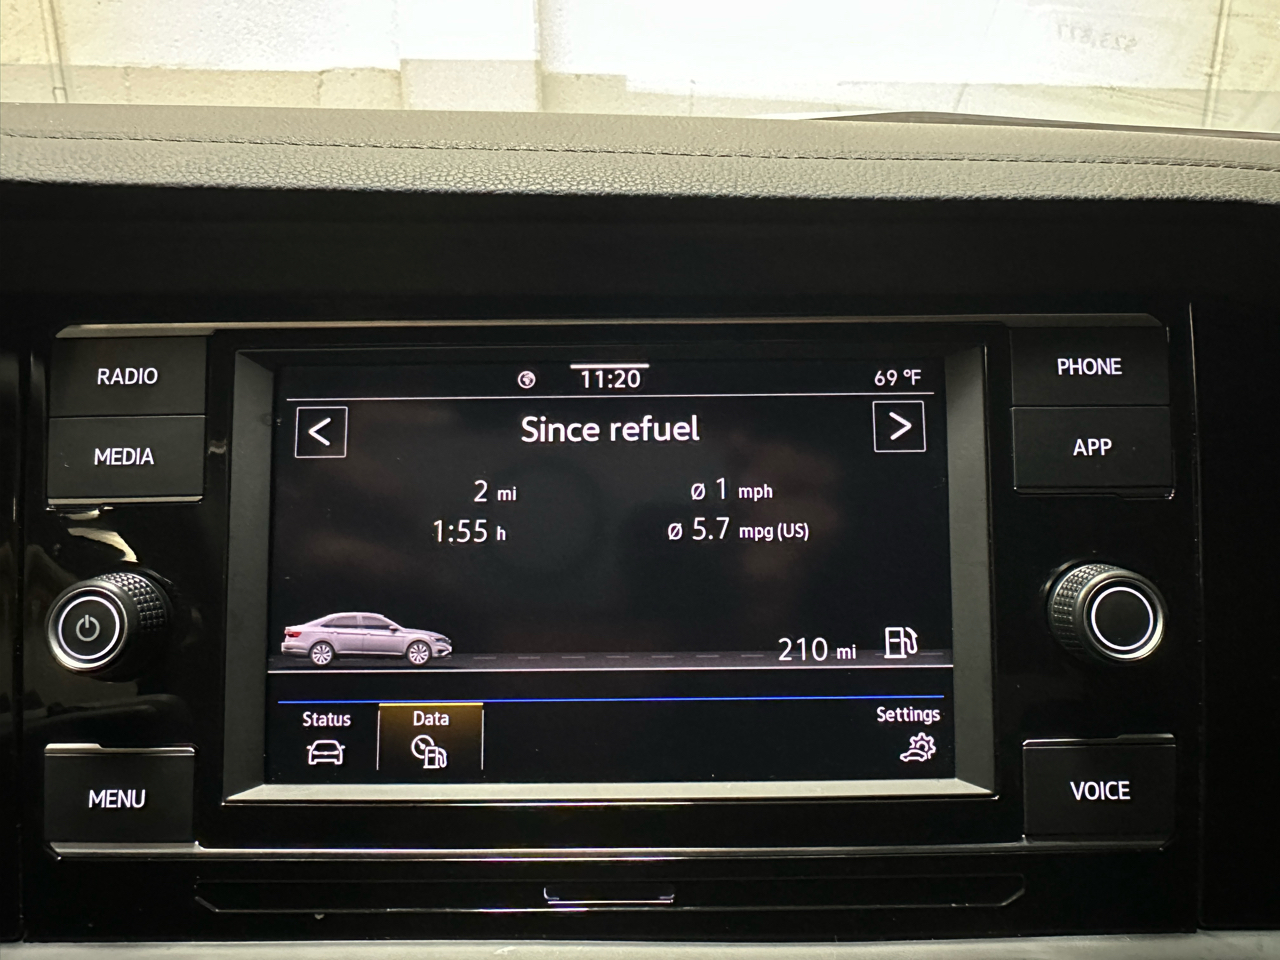 RADIO
MEDIA
MENU
PHONE
APP
VOICE
11:20
69 °F
<
Since refuel
>
2 mi
ø 1 mph
1:55 h
ø 5.7 mpg (US)
210 mi
Status
Data
Settings